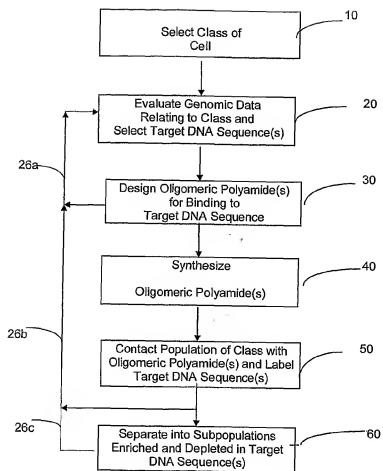 10
Select Class of
Cell
20
Evaluate Genomic Data
Relating to Class and
Select Target DNA Sequence(s)
26a
30
Design Oligomeric Polyamide(s)
for Binding to
Target DNA Sequence
40
Synthesize
Oligomeric Polyamide(s)
26b
50
Contact Population of Class with
Oligomeric Polyamide(s) and Label
Target DNA Sequence(s)
26c
60
Separate into Subpopulations
Enriched and Depleted in Target
DNA Sequence(s)